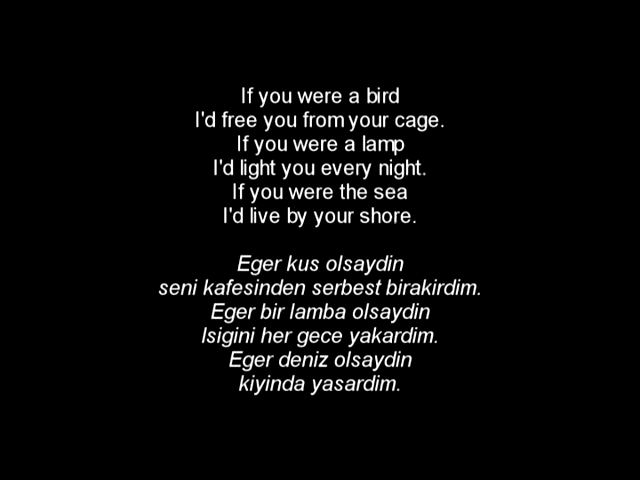 If you were a bird
I'd free you from your cage.
If you were a lamp
I'd light you every night.
If you were the sea
I'd live by your shore.
Eger kus olsaydin
seni kafesinden serbest birakirdim.
Eger bir lamba olsaydin
Isigini her gece yakardim.
Eger deniz olsaydin
kiyinda yasardim.